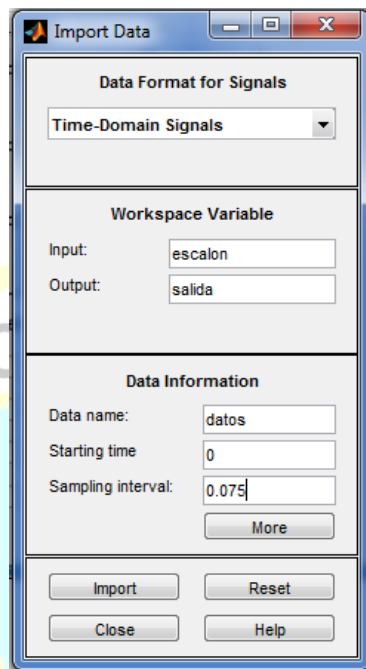 Import Data
Data Format for Signals
Time-Domain Signals
Workspace Variable
Input: escalon
Output: salida
Data Information
Data name: datos
Starting time 0
Sampling interval: 0.075
More
Import Reset
Close Help